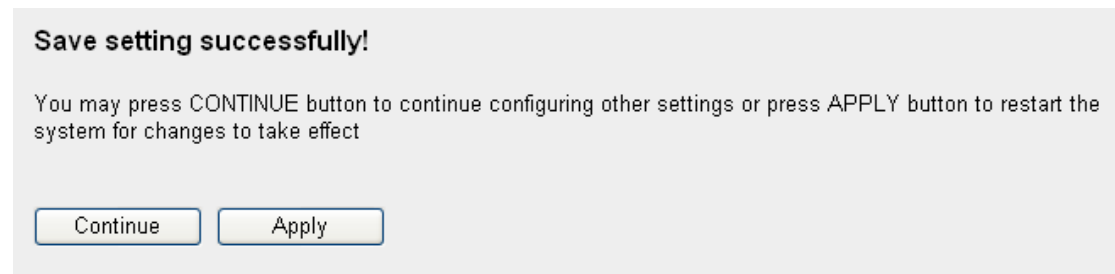 Save setting successfully!
You may press CONTINUE button to continue configuring other settings or press APPLY button to restart the
system for changes to take effect
Continue
Apply